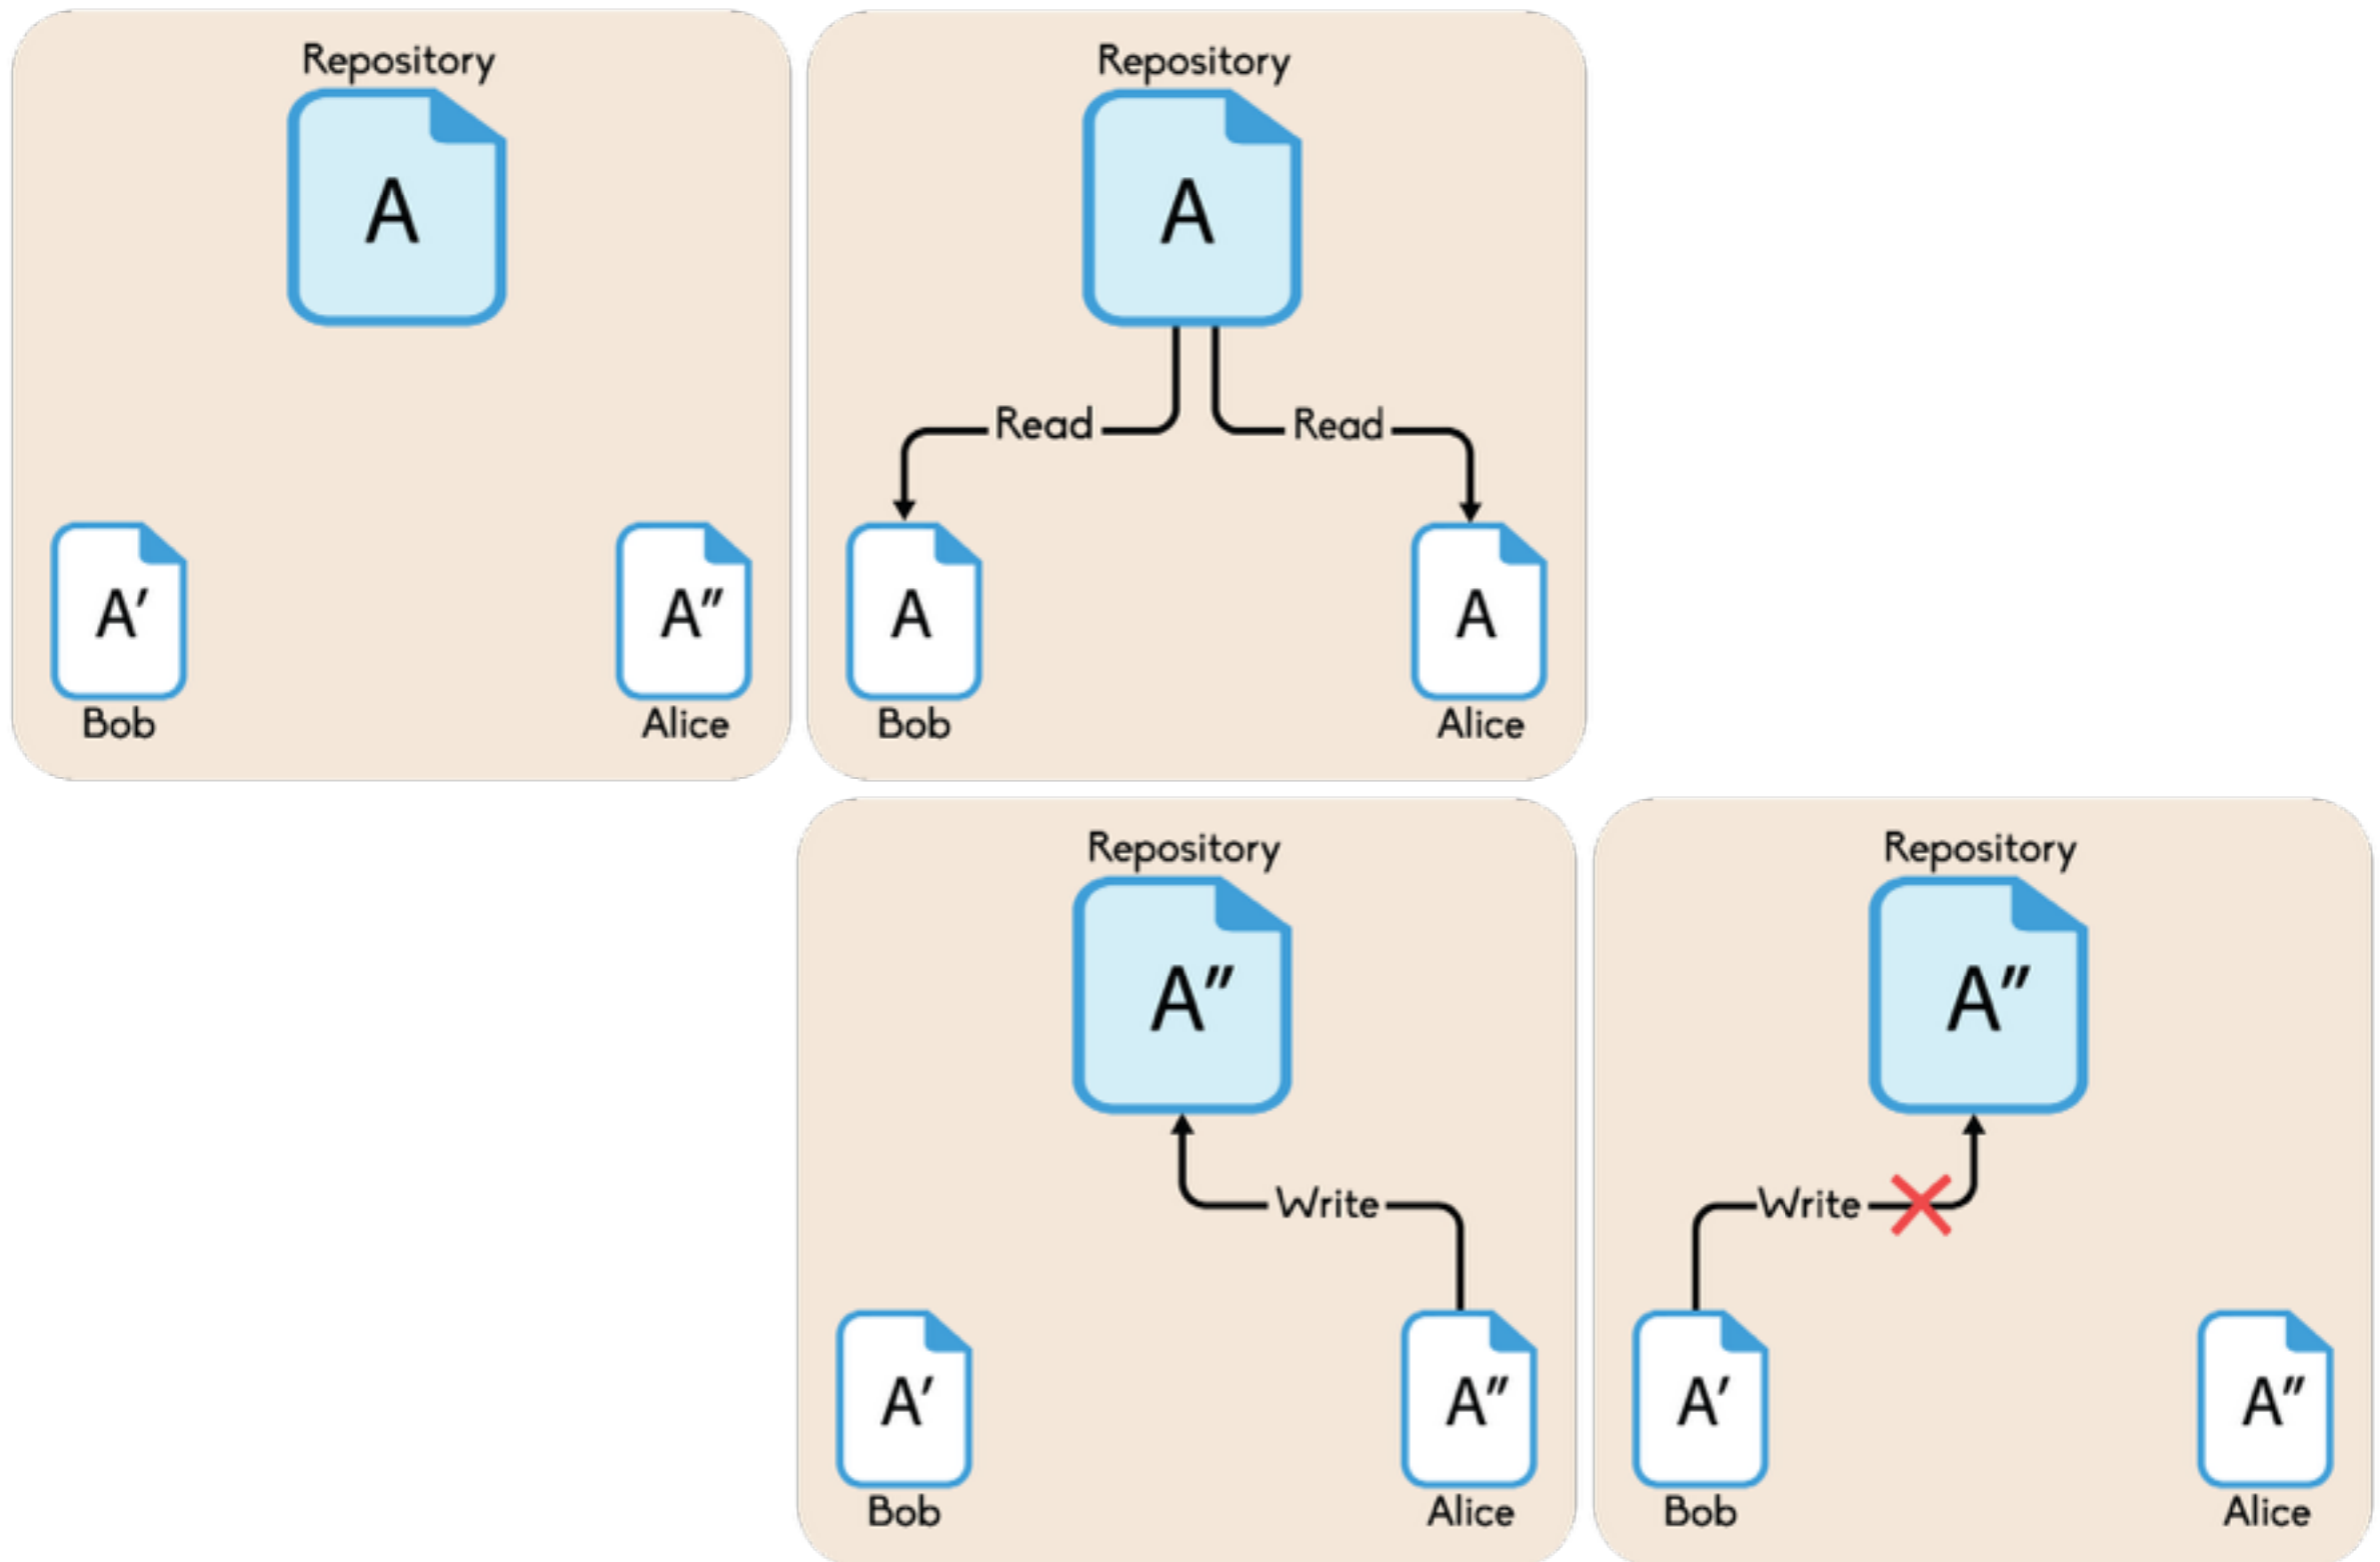 Repository
A
A′
A″
Bob
Alice
Repository
A
Read
Read
A
A
Bob
Alice
Repository
A″
Write
A′
A″
Bob
Alice
Repository
A″
Write
A′
A″
Bob
Alice